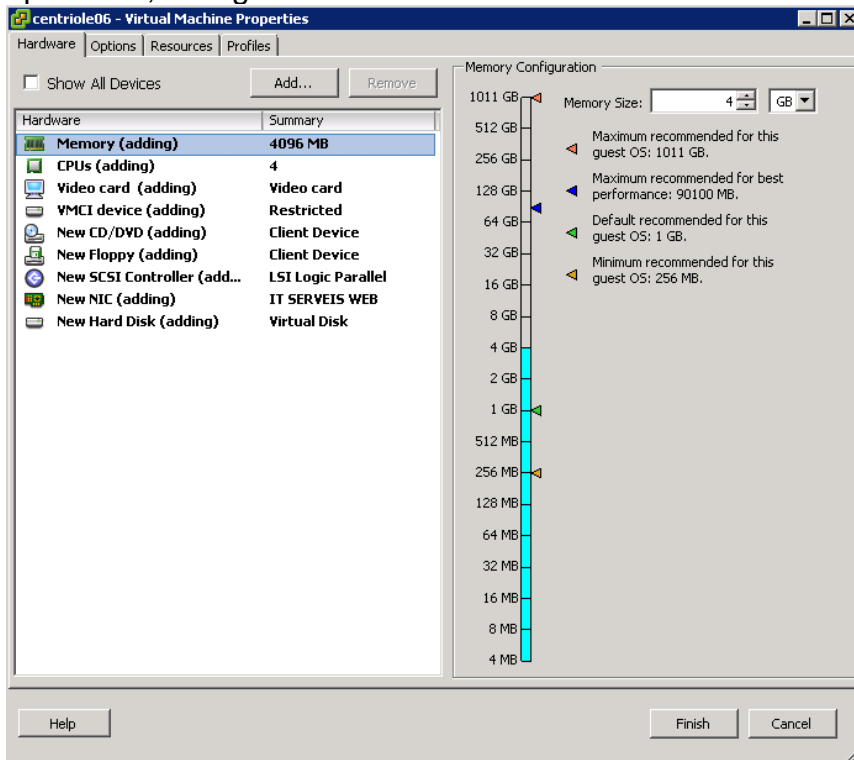 centriole06 - Virtual Machine Properties
Hardware Options Resources Profiles
Show All Devices Add... Remove
Hardware Summary
Memory (adding) 4096 MB
CPUs (adding) 4
Video card (adding) Video card
VMCI device (adding) Restricted
New CD/DVD (adding) Client Device
New Floppy (adding) Client Device
New SCSI Controller (add... LSI Logic Parallel
New NIC (adding) IT SERVEIS WEB
New Hard Disk (adding) Virtual Disk
Memory Configuration
Memory Size: 4 GB
1011 GB
512 GB
256 GB
128 GB
64 GB
32 GB
16 GB
8 GB
4 GB
2 GB
1 GB
512 MB
256 MB
128 MB
64 MB
32 MB
16 MB
8 MB
4 MB
Maximum recommended for this
guest OS: 1011 GB.
Maximum recommended for best
performance: 90100 MB.
Default recommended for this
guest OS: 1 GB.
Minimum recommended for this
guest OS: 256 MB.
Help Finish Cancel